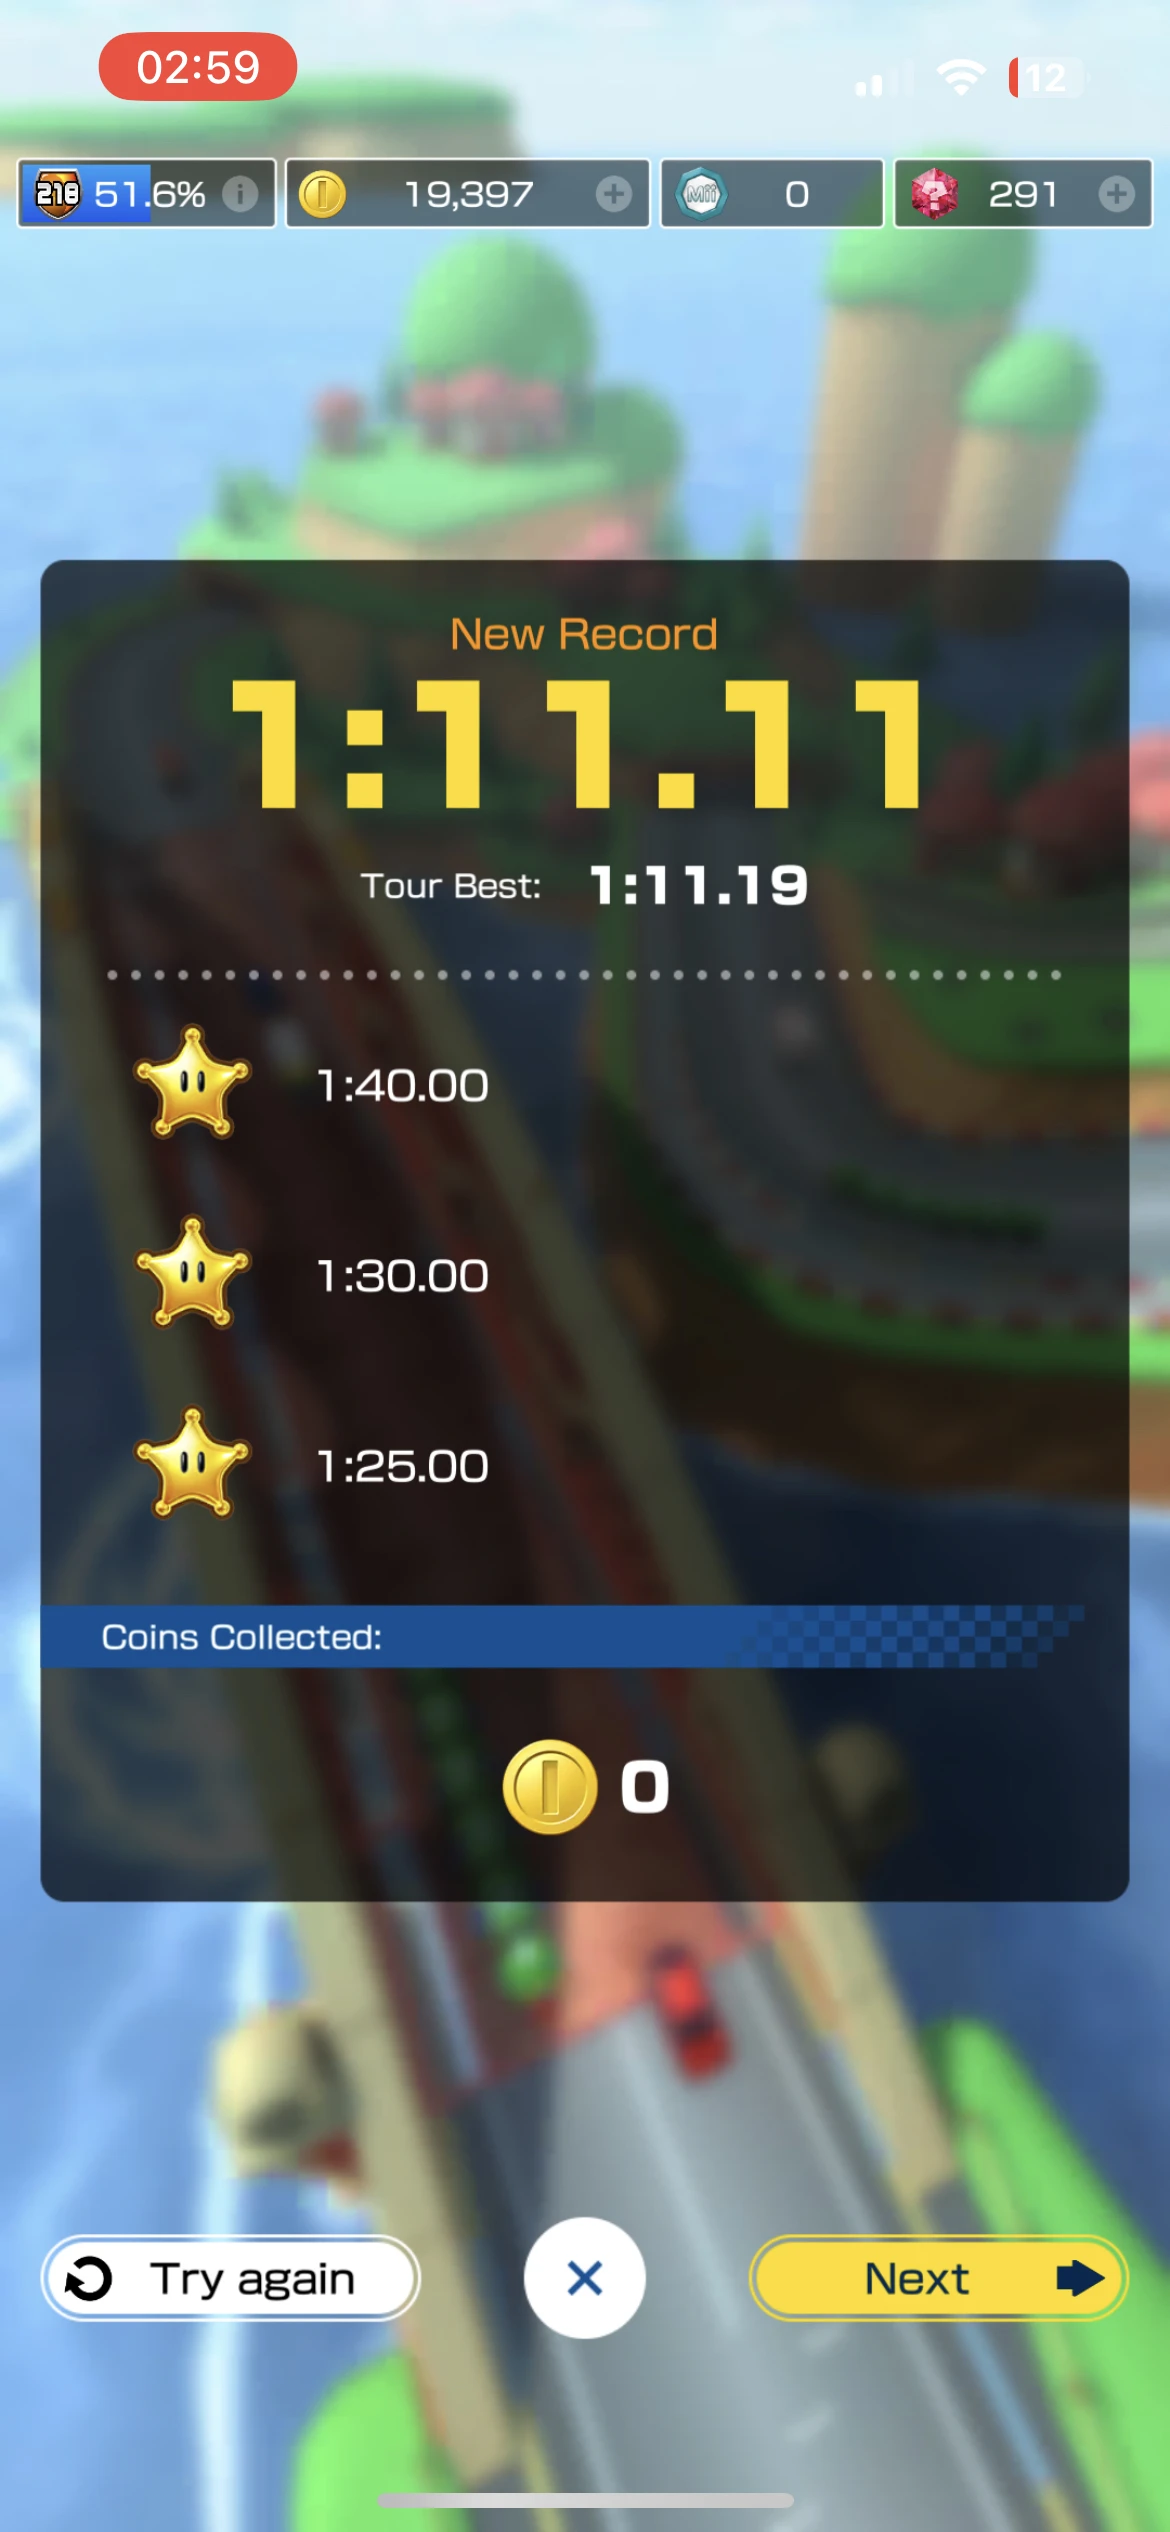 02:59
12
218 51.6% i
19,397
Mii 0
? 291
New Record
1:11.11
Tour Best: 1:11.19
1:40.00
1:30.00
1:25.00
Coins Collected:
0
Try again
Next